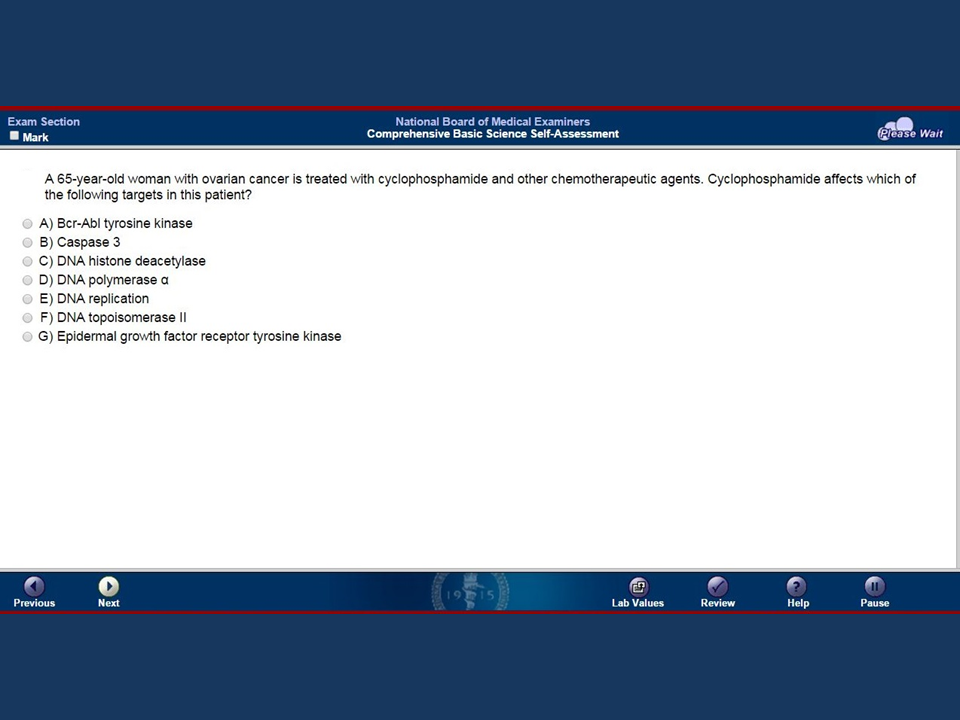 Exam Section
Mark
National Board of Medical Examiners
Comprehensive Basic Science Self-Assessment
Please Wait
A 65-year-old woman with ovarian cancer is treated with cyclophosphamide and other chemotherapeutic agents. Cyclophosphamide affects which of
the following targets in this patient?
A) Bcr-Abl tyrosine kinase
B) Caspase 3
C) DNA histone deacetylase
D) DNA polymerase α
E) DNA replication
F) DNA topoisomerase II
G) Epidermal growth factor receptor tyrosine kinase
1915
Previous
Next
Lab Values
Review
Help
Pause